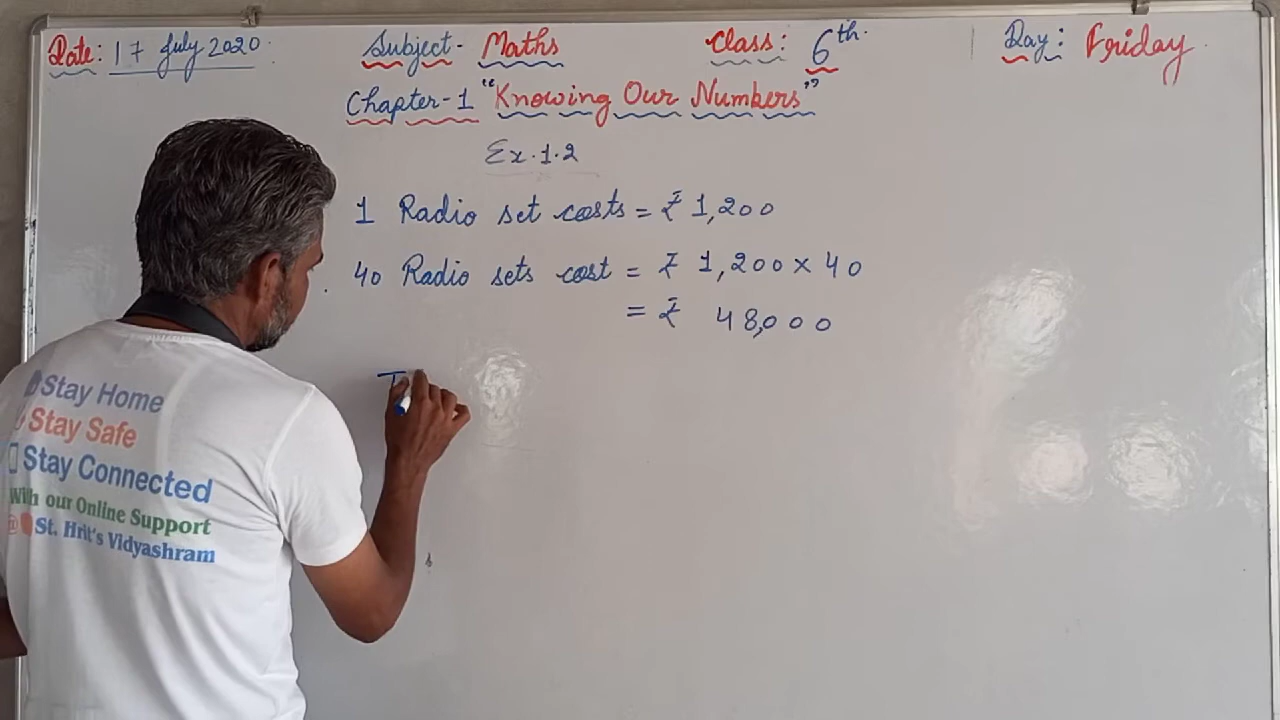 Date: 17 July 2020. Subject- Maths Class: 6th. Day: Friday.
Chapter-1 "Knowing Our Numbers"
Ex.1.2
1 Radio set costs = ₹ 1,200
40 Radio sets cost = ₹ 1,200 × 40
= ₹ 48,000
T
Stay Home
Stay Safe
Stay Connected
With our Online Support
St. Hrit's Vidyashram